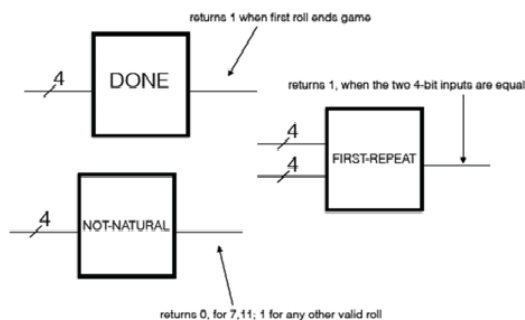 returns 1 when first roll ends game
4
DONE
returns 1, when the two 4-bit inputs are equal
4
4
FIRST-REPEAT
4
NOT-NATURAL
returns 0, for 7,11; 1 for any other valid roll